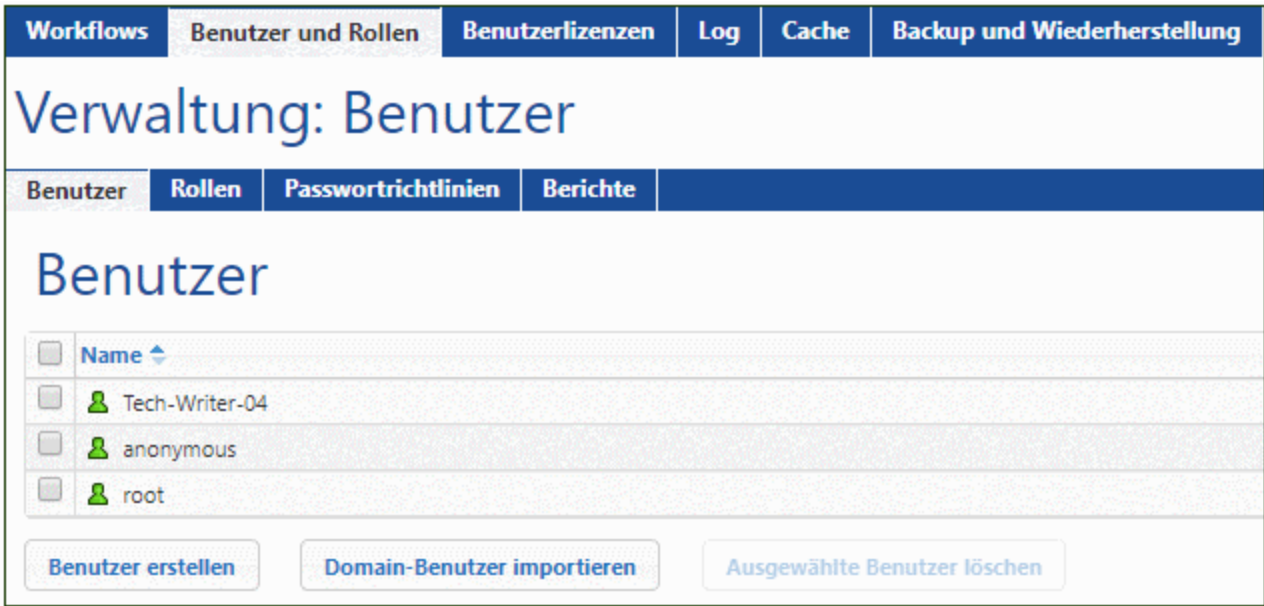 Workflows Benutzer und Rollen Benutzerlizenzen Log Cache Backup und Wiederherstellung
Verwaltung: Benutzer
Benutzer Rollen Passwortrichtlinien Berichte
Benutzer
Name
Tech-Writer-04
anonymous
root
Benutzer erstellen Domain-Benutzer importieren Ausgewählte Benutzer löschen